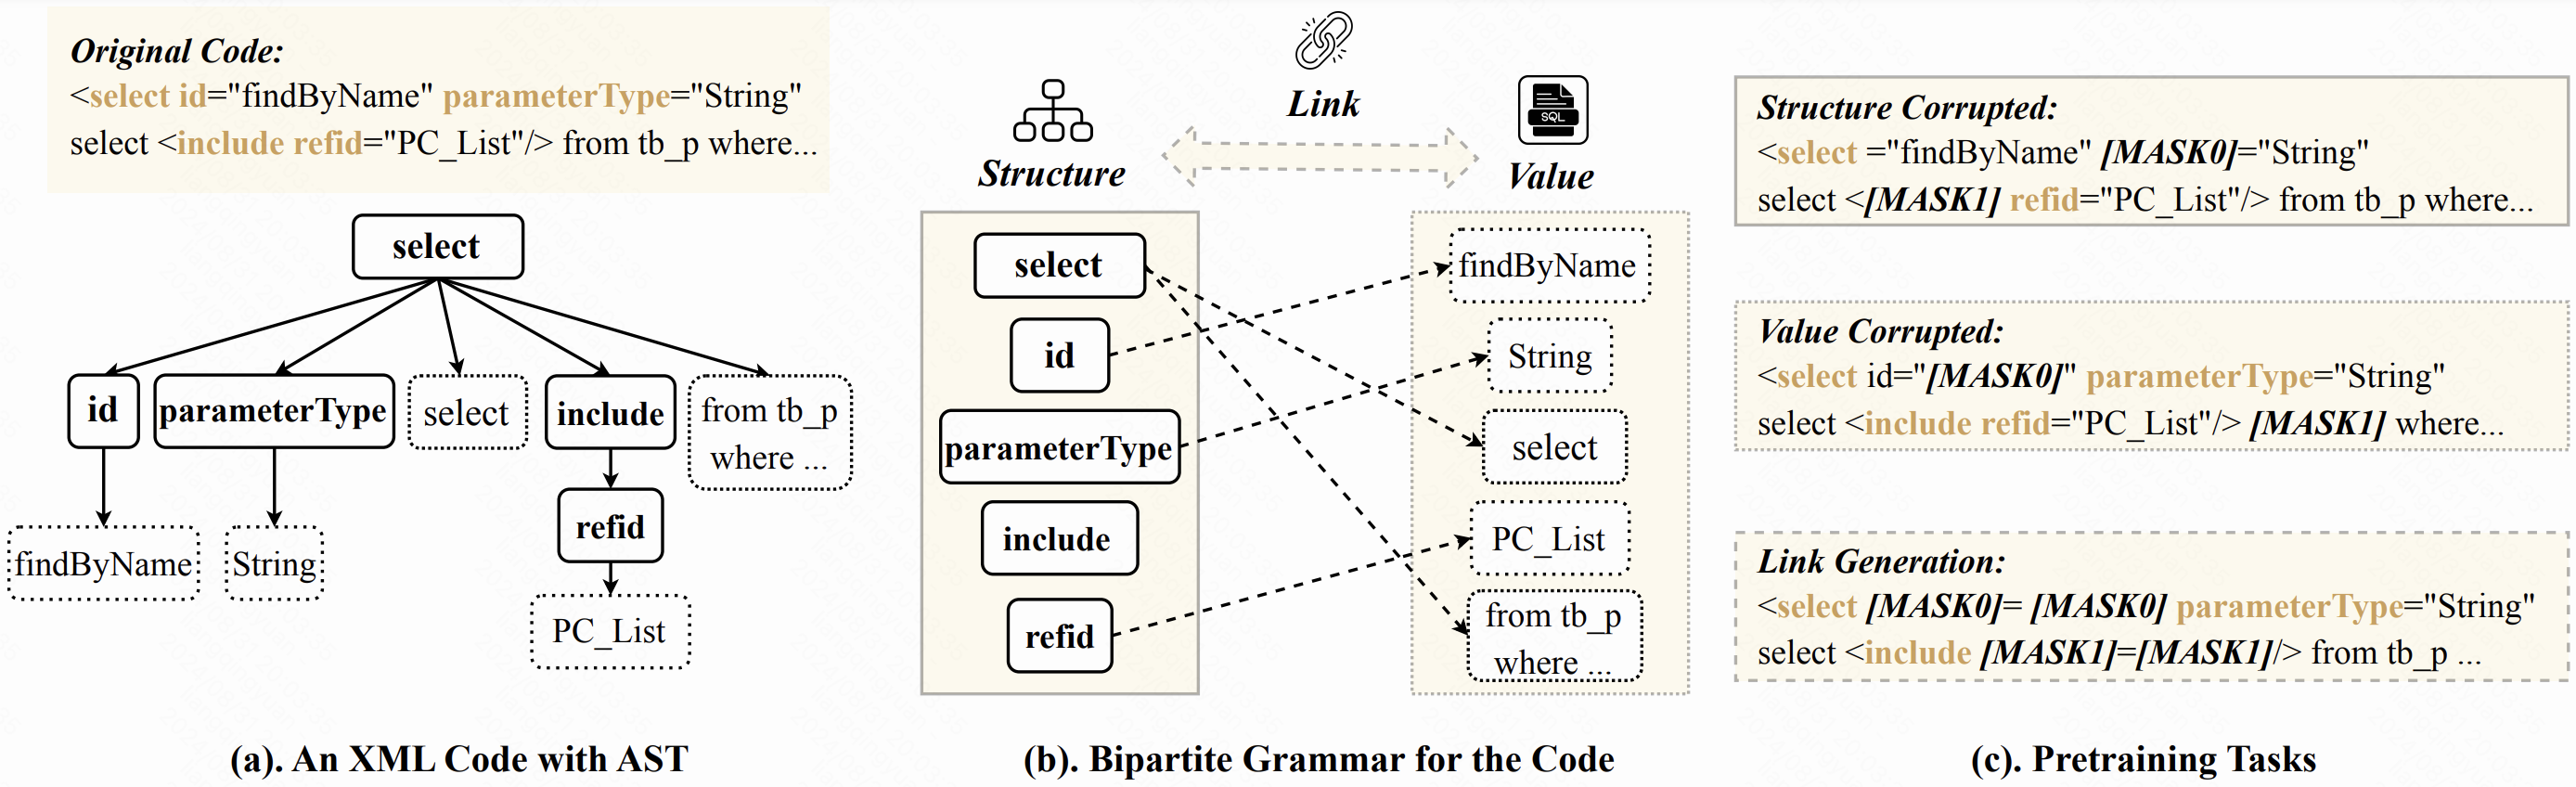 Original Code:
<select id="findByName" parameterType="String"
select <include refid="PC_List"/> from tb_p where...
select
id
parameterType
select
include
from tb_p
where ...
refid
findByName
String
PC_List
(a). An XML Code with AST
Link
Structure
Value
SQL
select
id
parameterType
include
refid
findByName
String
select
PC_List
from tb_p
where ...
(b). Bipartite Grammar for the Code
Structure Corrupted:
<select ="findByName" [MASK0]="String"
select <[MASK1] refid="PC_List"/> from tb_p where...
Value Corrupted:
<select id="[MASK0]" parameterType="String"
select <include refid="PC_List"/> [MASK1] where...
Link Generation:
<select [MASK0]= [MASK0] parameterType="String"
select <include [MASK1]=[MASK1]/> from tb_p ...
(c). Pretraining Tasks